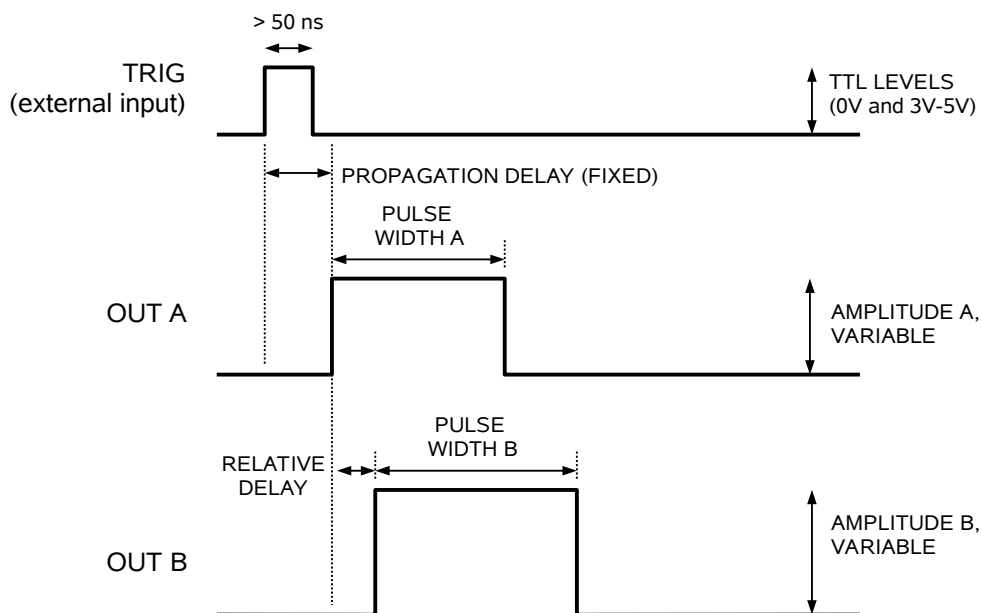 > 50 ns
TRIG
(external input)
TTL LEVELS
(0V and 3V-5V)
PROPAGATION DELAY (FIXED)
PULSE
WIDTH A
OUT A
AMPLITUDE A,
VARIABLE
PULSE
WIDTH B
RELATIVE
DELAY
OUT B
AMPLITUDE B,
VARIABLE